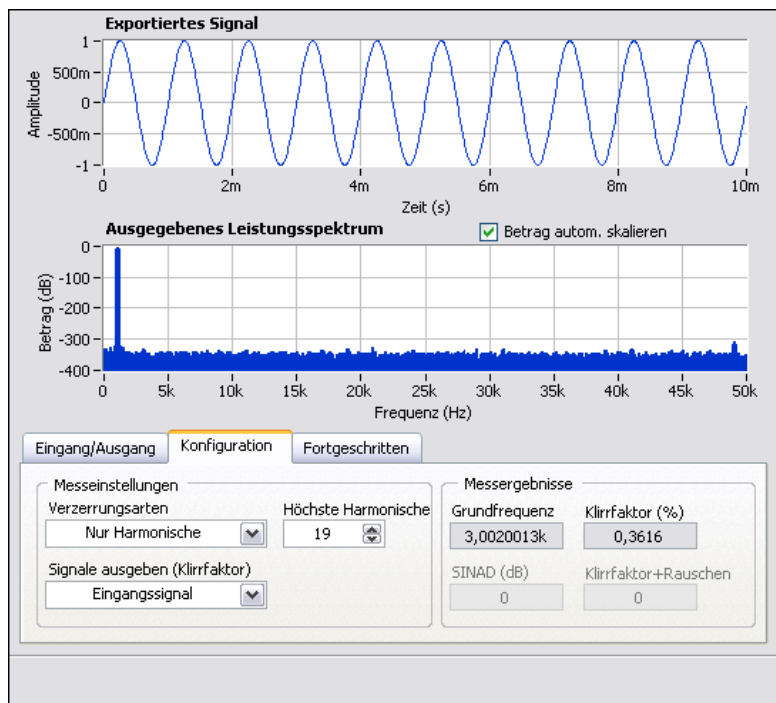 Exportiertes Signal
Amplitude
1
500m
0
-500m
-1
0 2m 4m 6m 8m 10m
Zeit (s)
Ausgegebenes Leistungsspektrum
Betrag autom. skalieren
Betrag (dB)
0
-100
-200
-300
-400
0 5k 10k 15k 20k 25k 30k 35k 40k 45k 50k
Frequenz (Hz)
Eingang/Ausgang Konfiguration Fortgeschritten
Messeinstellungen
Verzerrungsarten Höchste Harmonische
Nur Harmonische 19
Signale ausgeben (Klirrfaktor)
Eingangssignal
Messergebnisse
Grundfrequenz Klirrfaktor (%)
3,0020013k 0,3616
SINAD (dB) Klirrfaktor+Rauschen
0 0